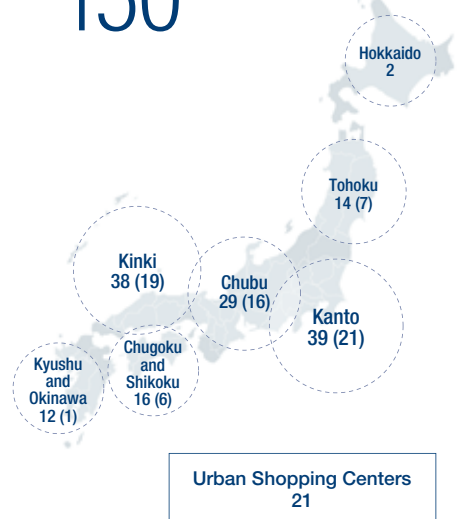 150
Hokkaido
2
Tohoku
14 (7)
Kinki
38 (19)
Chubu
29 (16)
Kanto
39 (21)
Chugoku
and
Shikoku
16 (6)
Kyushu
and
Okinawa
12 (1)
Urban Shopping Centers
21